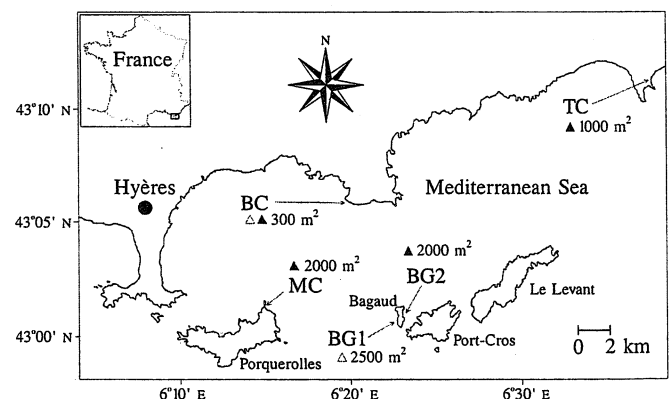 France
N
43°10' N
TC
▲ 1000 m²
Hyères
Mediterranean Sea
BC
△ ▲ 300 m²
43°05' N
▲ 2000 m²
▲ 2000 m²
MC
BG2
Le Levant
Bagaud
BG1
Port-Cros
43°00' N
△ 2500 m²
Porquerolles
0 2 km
6°10' E
6°20' E
6°30' E